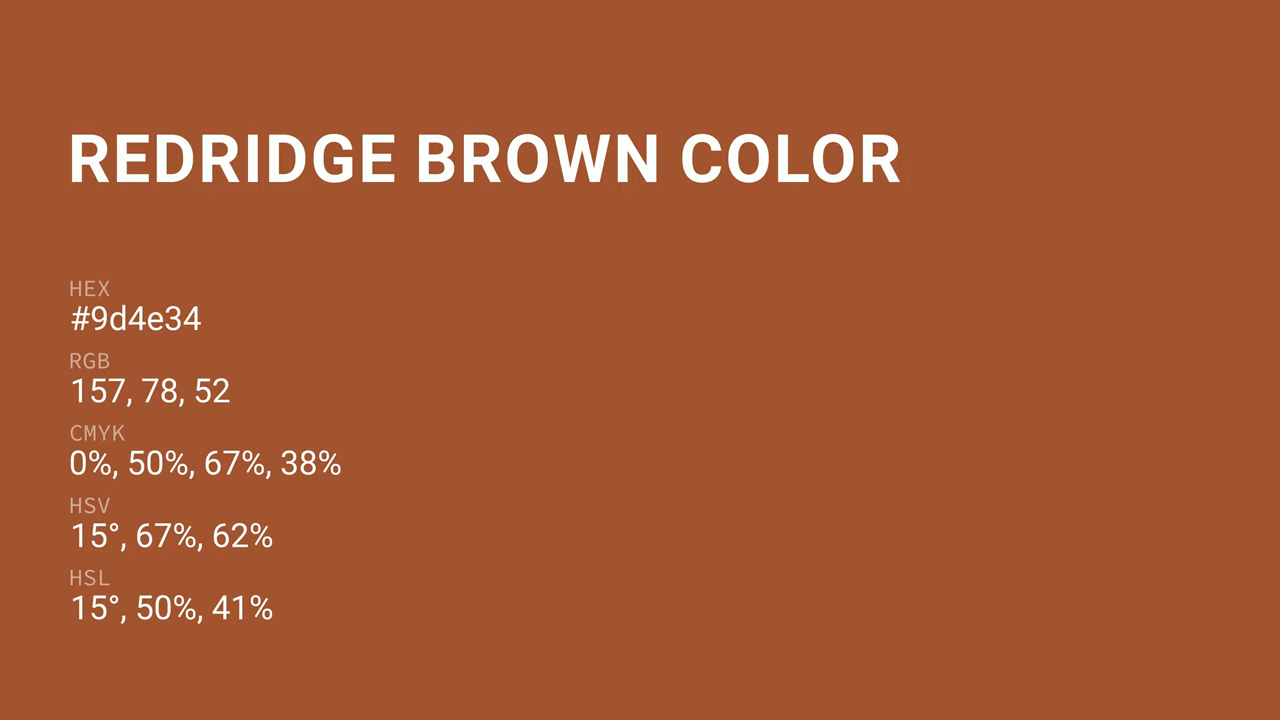 REDRIDGE BROWN COLOR
HEX
#9d4e34
RGB
157, 78, 52
CMYK
0%, 50%, 67%, 38%
HSV
15°, 67%, 62%
HSL
15°, 50%, 41%